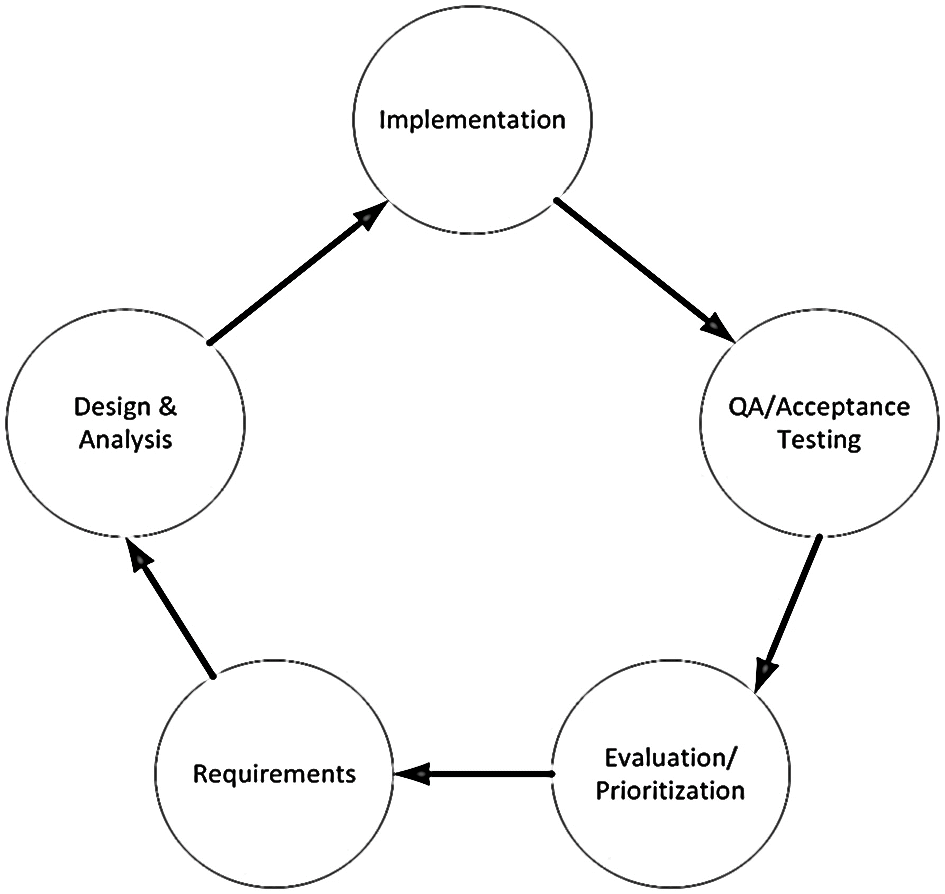 Implementation
Design &
Analysis
QA/Acceptance
Testing
Requirements
Evaluation/
Prioritization